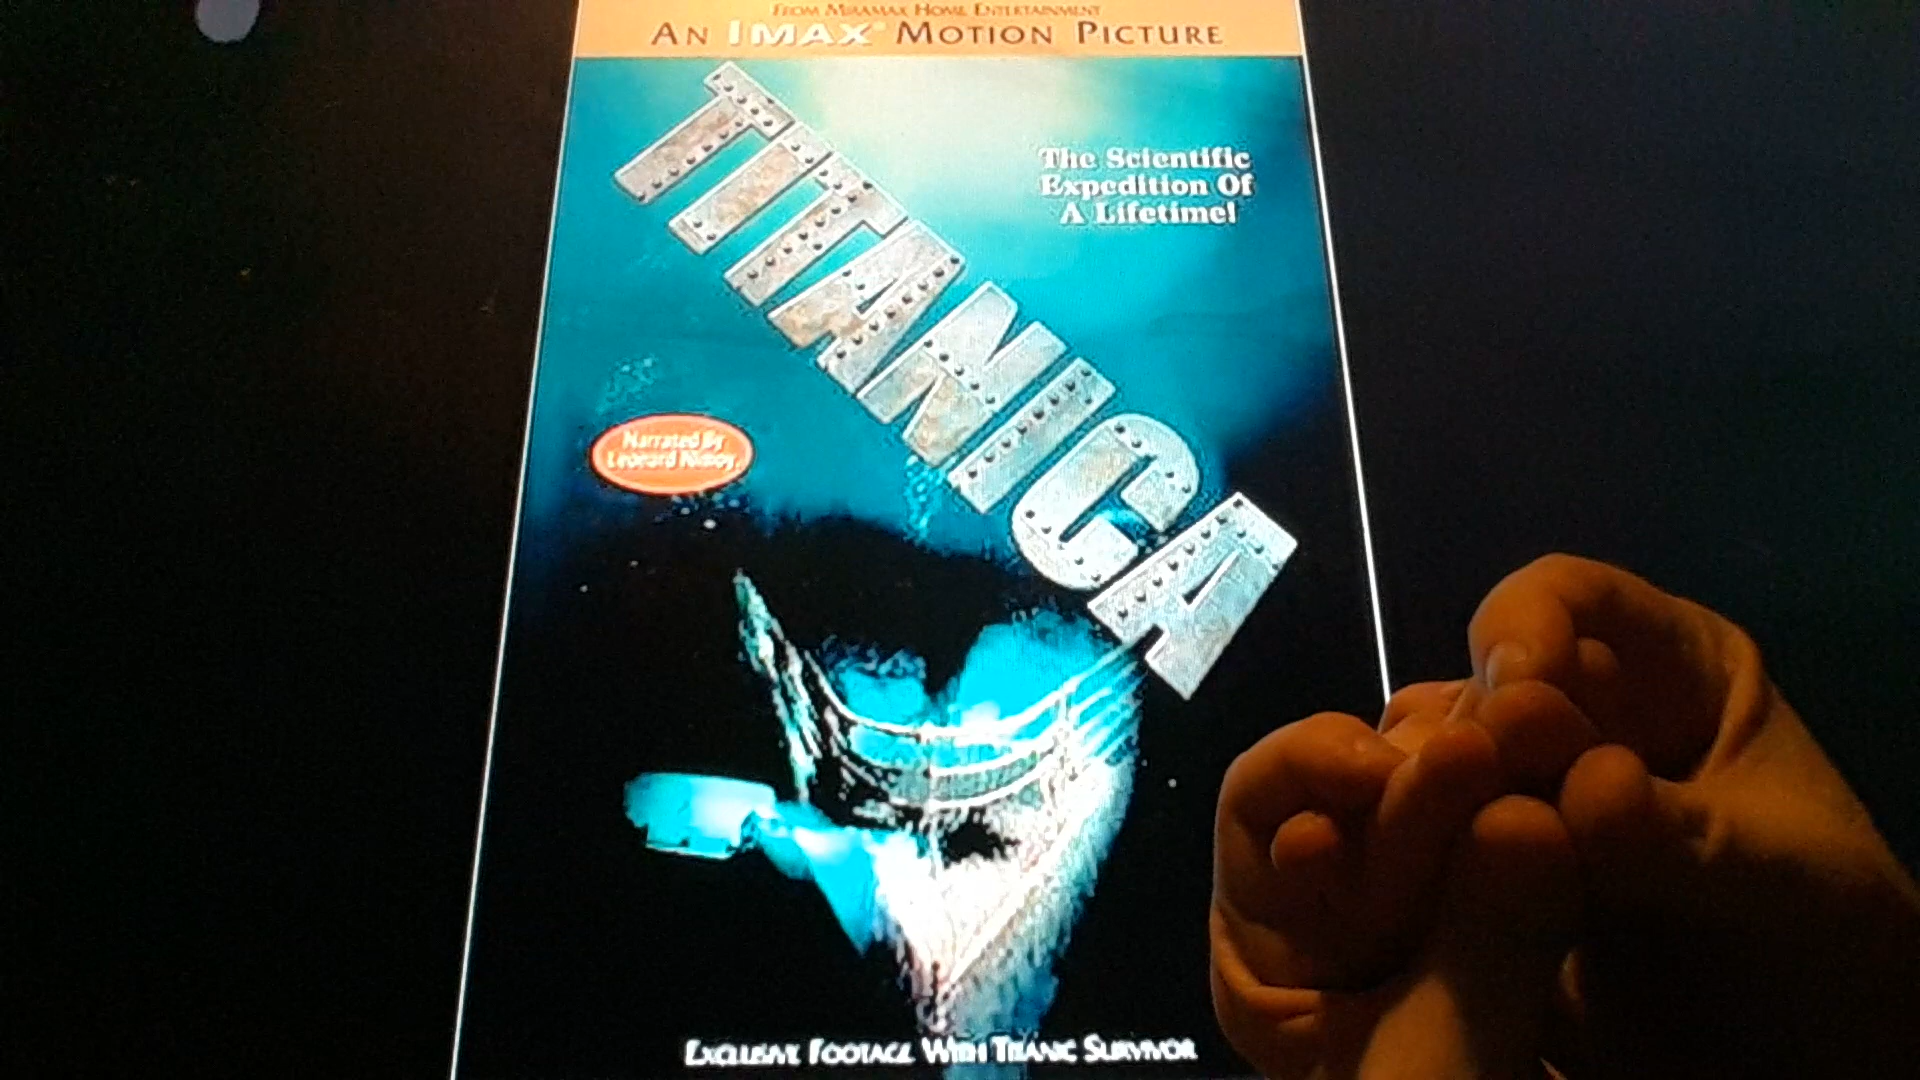 From Miramax Home Entertainment
An IMAX® Motion Picture
TITANICA
The Scientific
Expedition Of
A Lifetime!
Narrated By
Leonard Nimoy
Exclusive Footage With Titanic Survivor